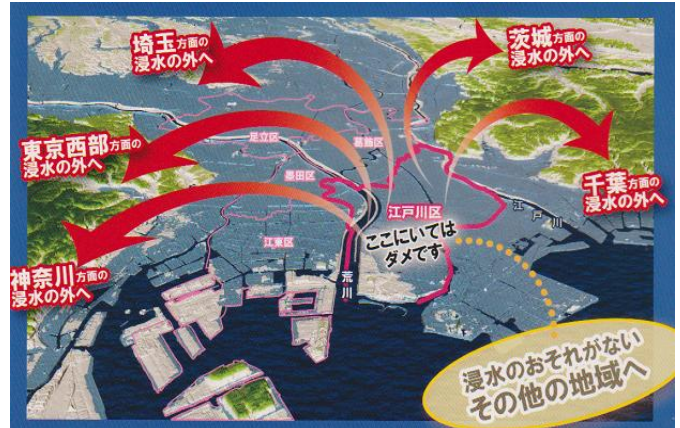 埼玉方面の
浸水の外へ
茨城方面の
浸水の外へ
東京西部方面の
浸水の外へ
千葉方面の
浸水の外へ
神奈川方面の
浸水の外へ
足立区
葛飾区
墨田区
江戸川区
江戸川
江東区
荒川
ここにいては
ダメです
浸水のおそれがない
その他の地域へ